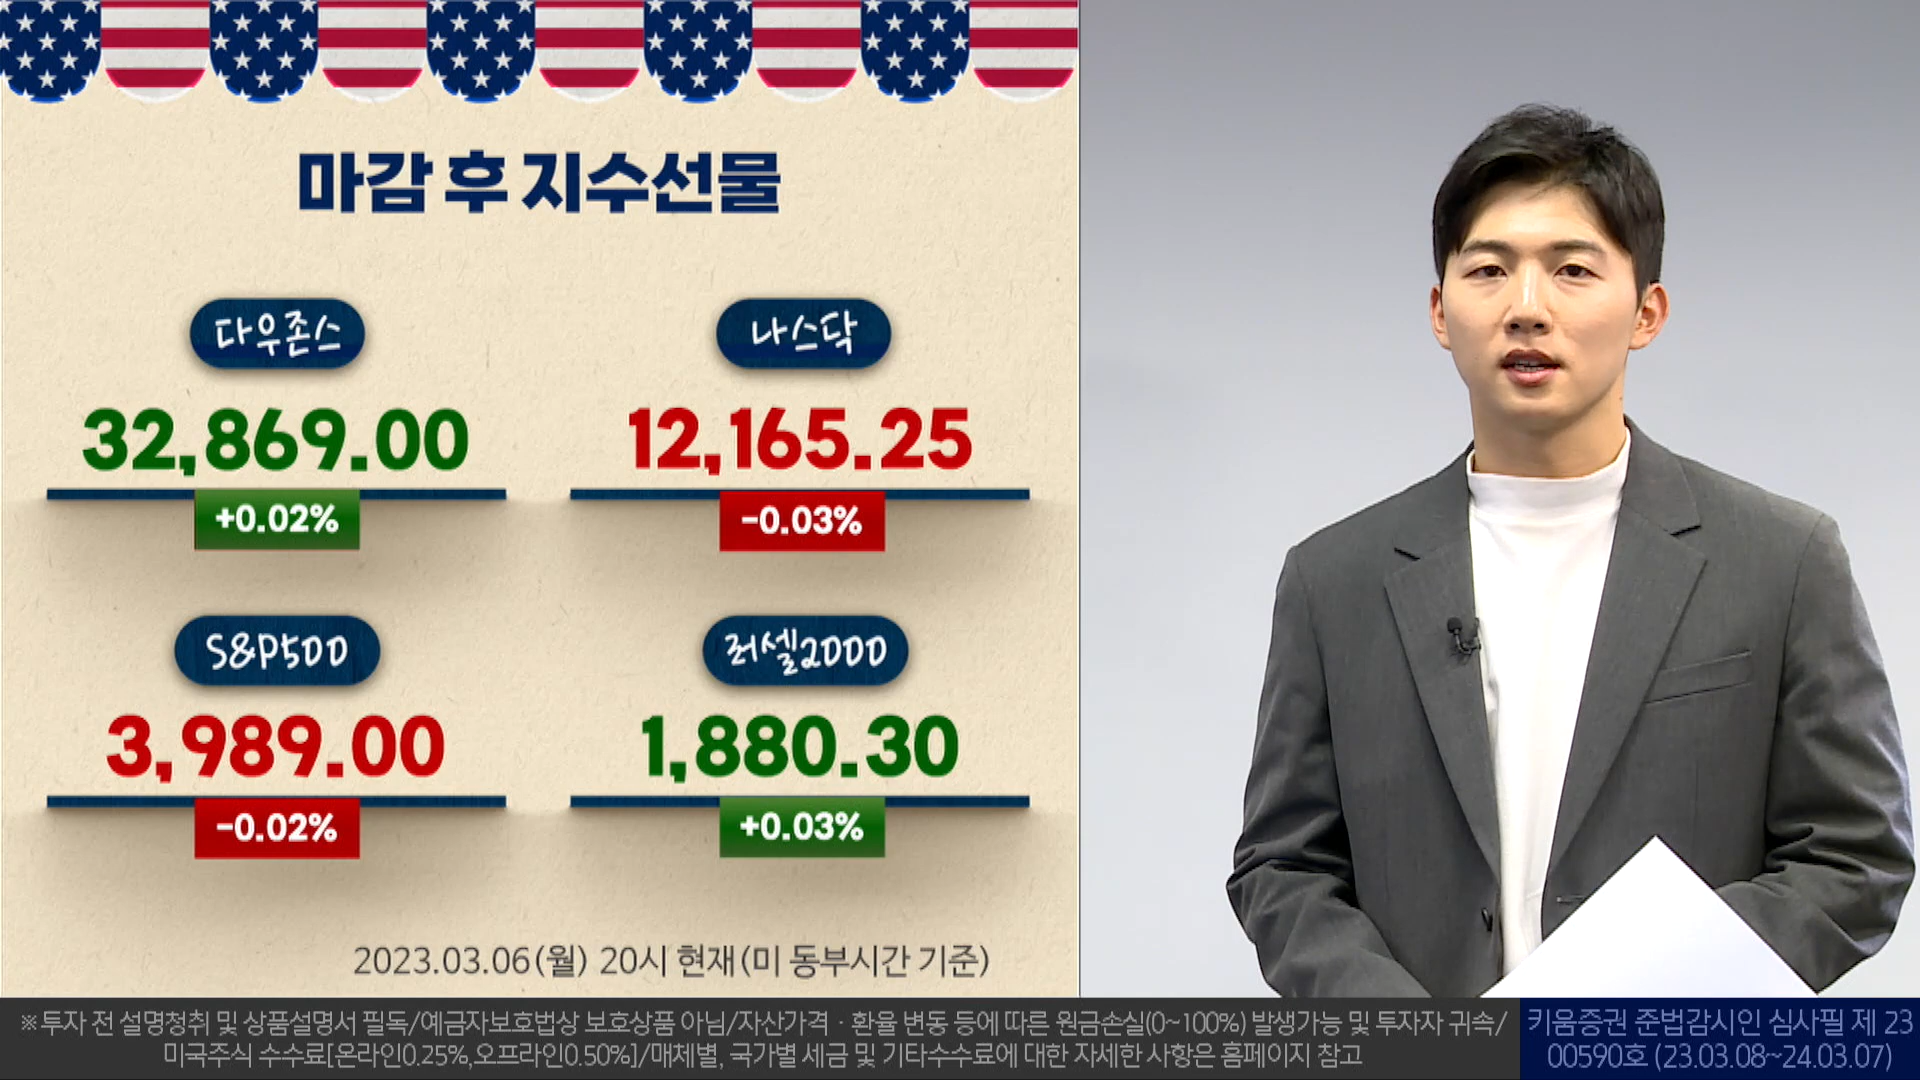 마감 후 지수선물
다우존스
32,869.00
+0.02%
나스닥
12,165.25
-0.03%
S&P500
3,989.00
-0.02%
러셀2000
1,880.30
+0.03%
2023.03.06(월) 20시 현재(미 동부시간 기준)
※투자 전 설명청취 및 상품설명서 필독/예금자보호법상 보호상품 아님/자산가격·환율 변동 등에 따른 원금손실(0~100%) 발생가능 및 투자자 귀속/
미국주식 수수료[온라인0.25%,오프라인0.50%]/매체별, 국가별 세금 및 기타수수료에 대한 자세한 사항은 홈페이지 참고
키움증권 준법감시인 심사필 제 23
00590호 (23.03.08~24.03.07)